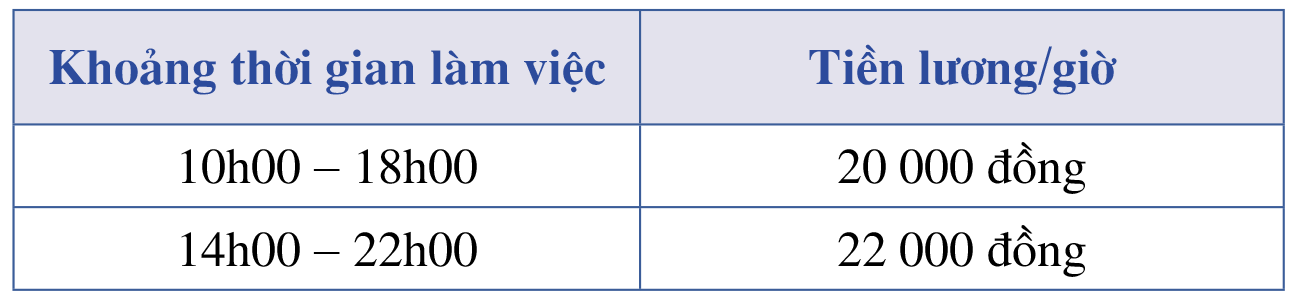 Khoảng thời gian làm việc Tiền lương/giờ
10h00 – 18h00 20 000 đồng
14h00 – 22h00 22 000 đồng